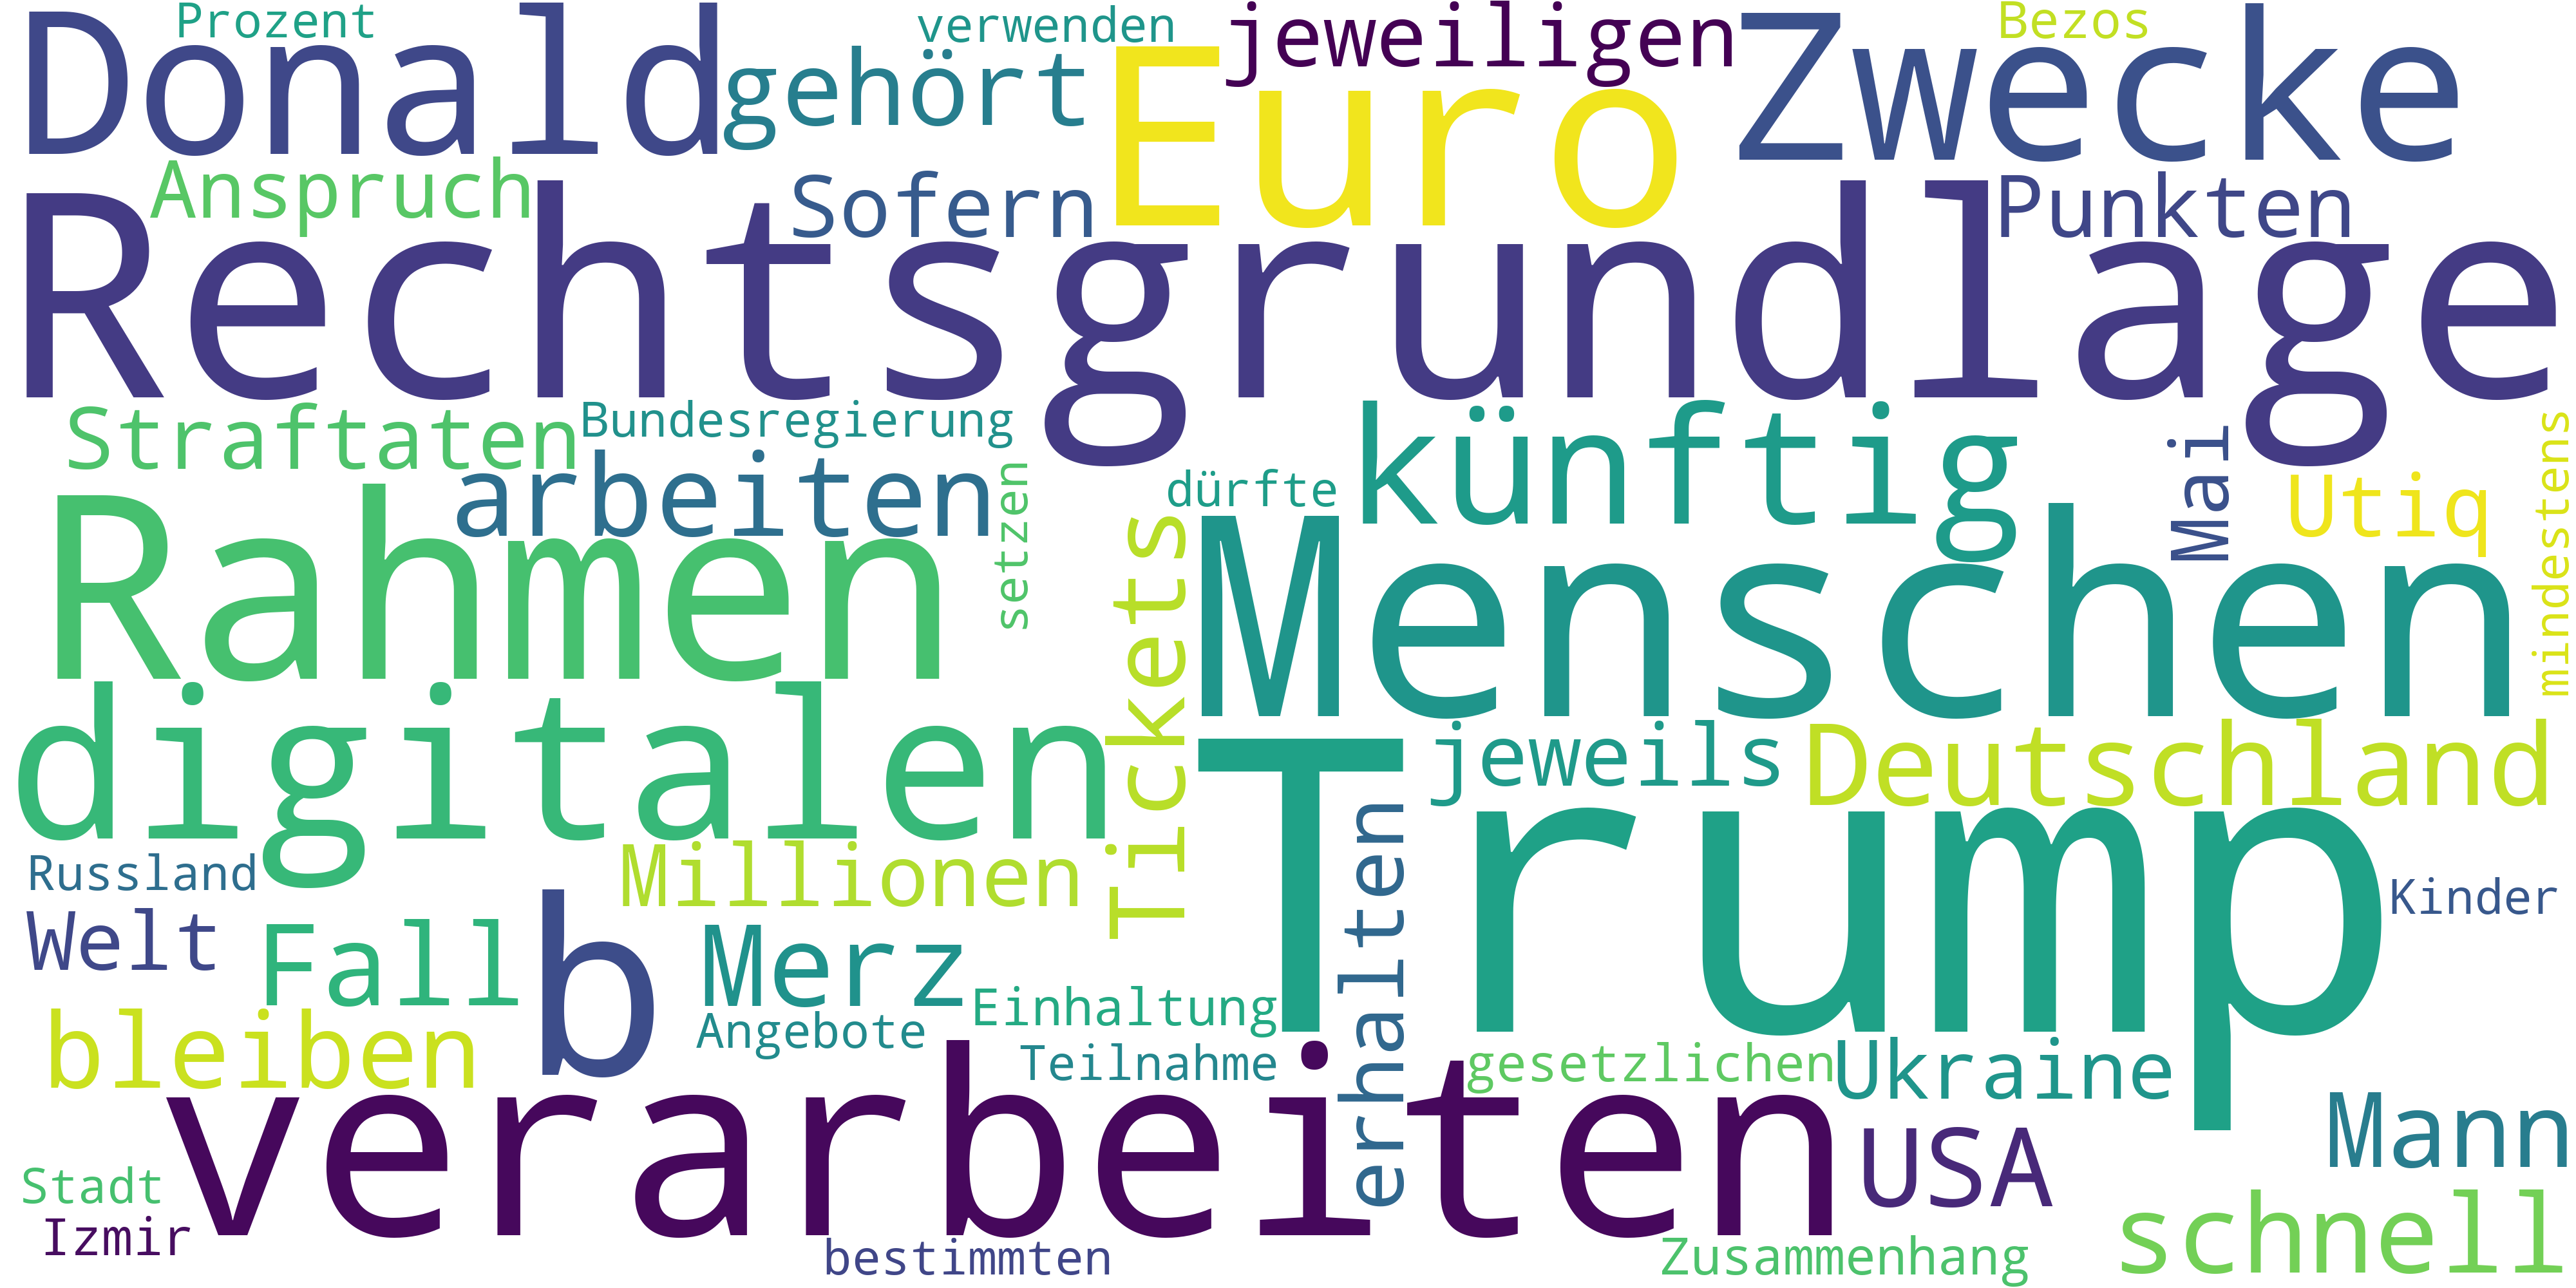 Prozent
verwenden
jeweiligen
Bezos
Donald
gehört
Euro
Zwecke
Anspruch
Sofern
Punkten
Rechtsgrundlage
Straftaten
Bundesregierung
künftig
Mai
mindestens
arbeiten
setzen
dürfte
Utiq
Rahmen
Tickets
Menschen
digitalen
jeweils
Deutschland
Trump
Russland
Millionen
erhalten
Kinder
Welt
Fall
b
Merz
Einhaltung
Angebote
bleiben
Teilnahme
gesetzlichen
Ukraine
verarbeiten
USA
Mann
Stadt
Izmir
schnell
bestimmten
Zusammenhang